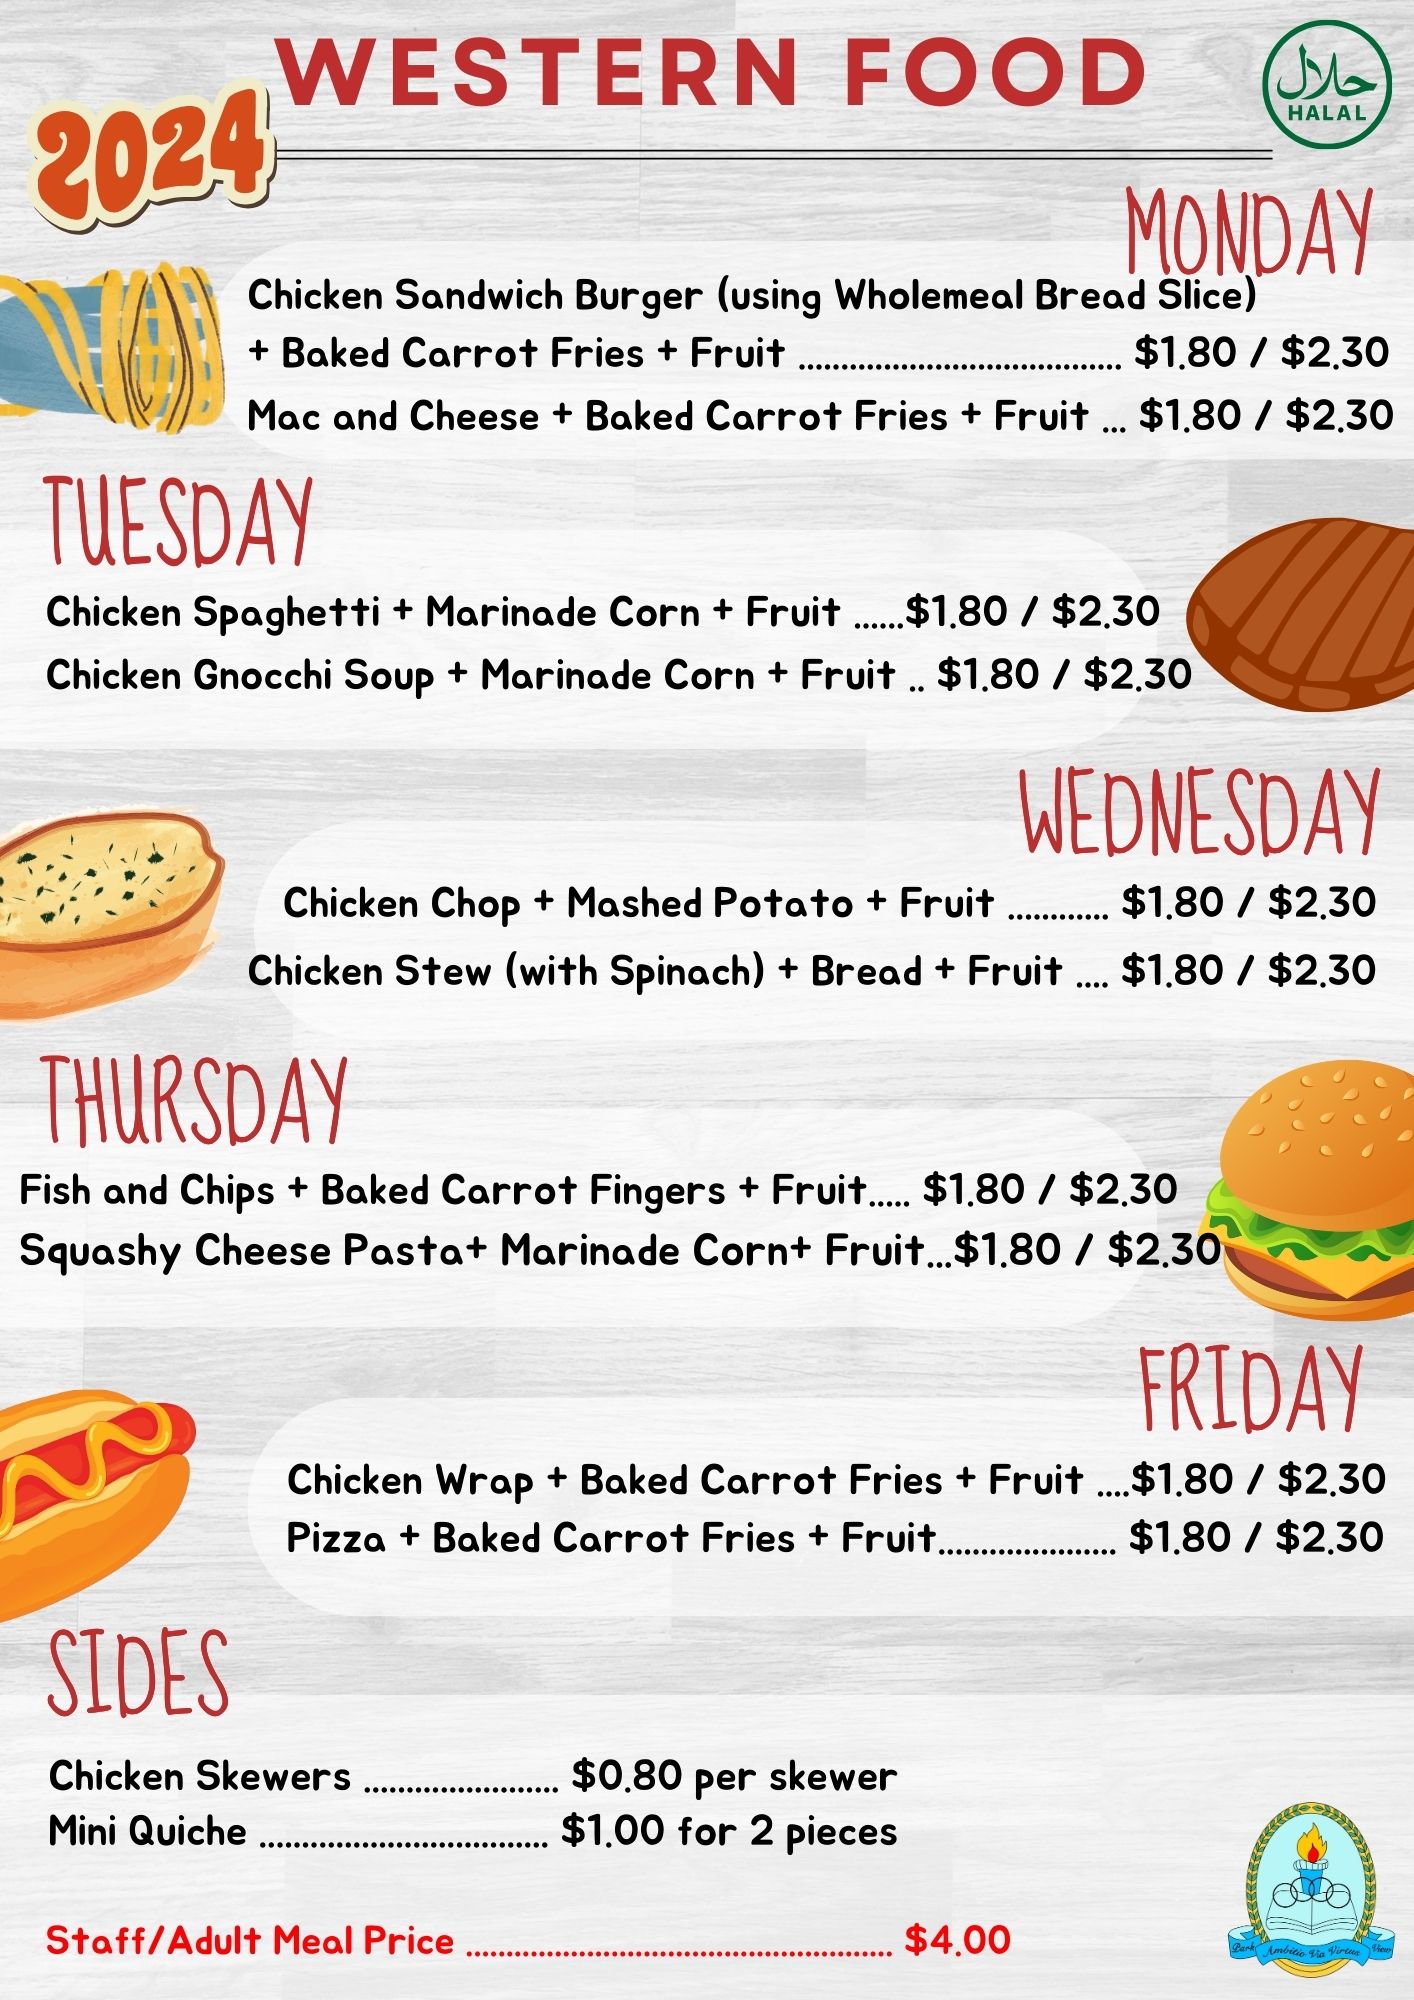 WESTERN FOOD
حلال
HALAL
2024
MONDAY
Chicken Sandwich Burger (using Wholemeal Bread Slice)
+ Baked Carrot Fries + Fruit ...................................... $1.80 / $2.30
Mac and Cheese + Baked Carrot Fries + Fruit ... $1.80 / $2.30
TUESDAY
Chicken Spaghetti + Marinade Corn + Fruit ......$1.80 / $2.30
Chicken Gnocchi Soup + Marinade Corn + Fruit .. $1.80 / $2.30
WEDNESDAY
Chicken Chop + Mashed Potato + Fruit ............ $1.80 / $2.30
Chicken Stew (with Spinach) + Bread + Fruit .... $1.80 / $2.30
THURSDAY
Fish and Chips + Baked Carrot Fingers + Fruit..... $1.80 / $2.30
Squashy Cheese Pasta+ Marinade Corn+ Fruit...$1.80 / $2.30
FRIDAY
Chicken Wrap + Baked Carrot Fries + Fruit ....$1.80 / $2.30
Pizza + Baked Carrot Fries + Fruit..................... $1.80 / $2.30
SIDES
Chicken Skewers ....................... $0.80 per skewer
Mini Quiche .................................. $1.00 for 2 pieces
Staff/Adult Meal Price .................................................. $4.00
Park Ambitio Via Virtus View